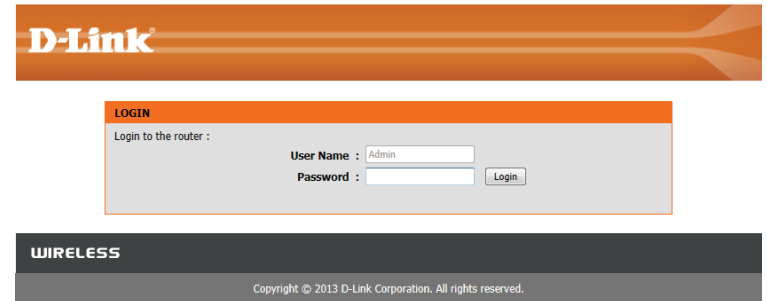 D-Link®
LOGIN
Login to the router :
User Name : Admin
Password : Login
WIRELESS
Copyright © 2013 D-Link Corporation. All rights reserved.